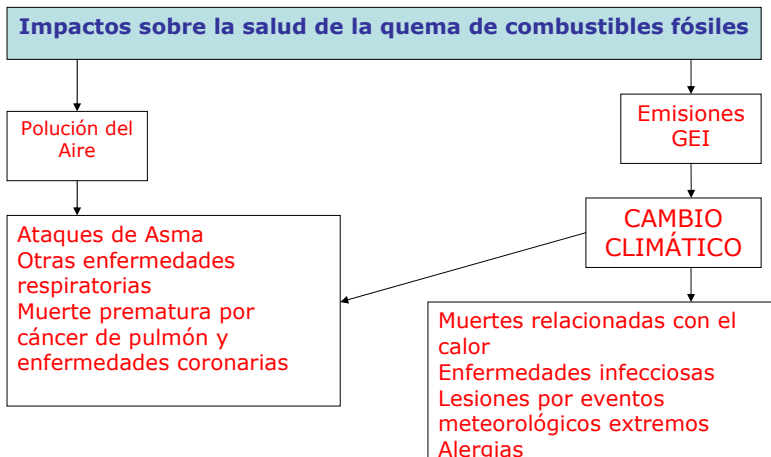 Impactos sobre la salud de la quema de combustibles fósiles
Polución del
Aire
Emisiones
GEI
CAMBIO
CLIMÁTICO
Ataques de Asma
Otras enfermedades
respiratorias
Muerte prematura por
cáncer de pulmón y
enfermedades coronarias
Muertes relacionadas con el
calor
Enfermedades infecciosas
Lesiones por eventos
meteorológicos extremos
Alergias